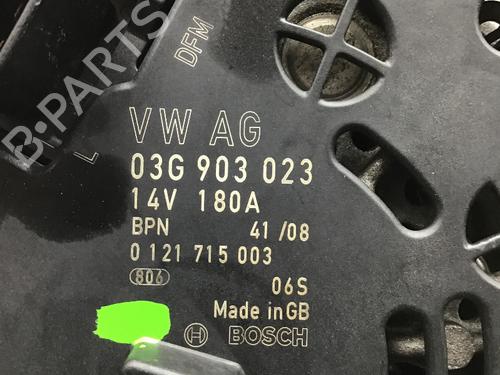 B-PARTS
DFM
L
VW AG
03G 903 023
14V 180A
BPN 41/08
0 121 715 003
806 06S
Made in GB
BOSCH